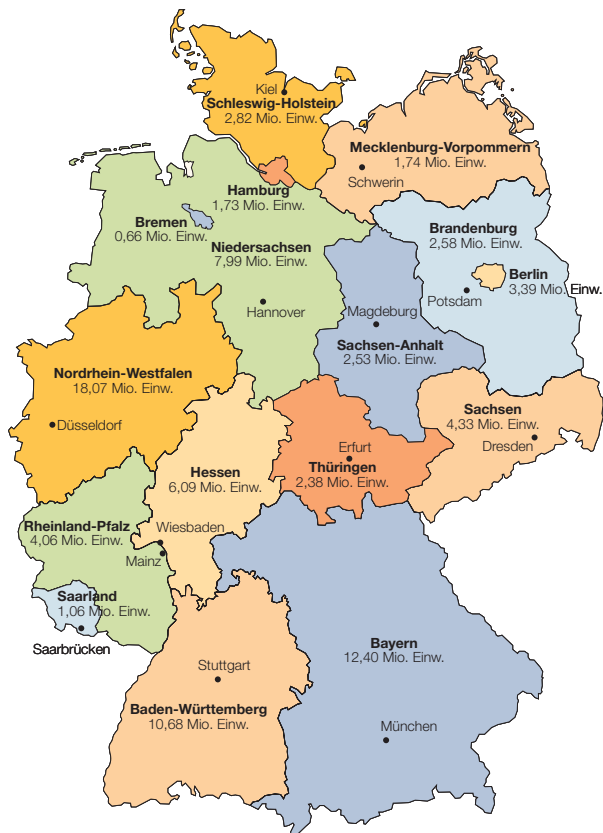 Kiel
Schleswig-Holstein
2,82 Mio. Einw.
Mecklenburg-Vorpommern
1,74 Mio. Einw.
Schwerin
Hamburg
1,73 Mio. Einw.
Bremen
0,66 Mio. Einw.
Niedersachsen
7,99 Mio. Einw.
Hannover
Brandenburg
2,58 Mio. Einw.
Berlin
3,39 Mio. Einw.
Potsdam
Magdeburg
Sachsen-Anhalt
2,53 Mio. Einw.
Nordrhein-Westfalen
18,07 Mio. Einw.
Düsseldorf
Sachsen
4,33 Mio. Einw.
Dresden
Erfurt
Thüringen
2,38 Mio. Einw.
Hessen
6,09 Mio. Einw.
Wiesbaden
Rheinland-Pfalz
4,06 Mio. Einw.
Mainz
Saarland
1,06 Mio. Einw.
Saarbrücken
Bayern
12,40 Mio. Einw.
München
Stuttgart
Baden-Württemberg
10,68 Mio. Einw.